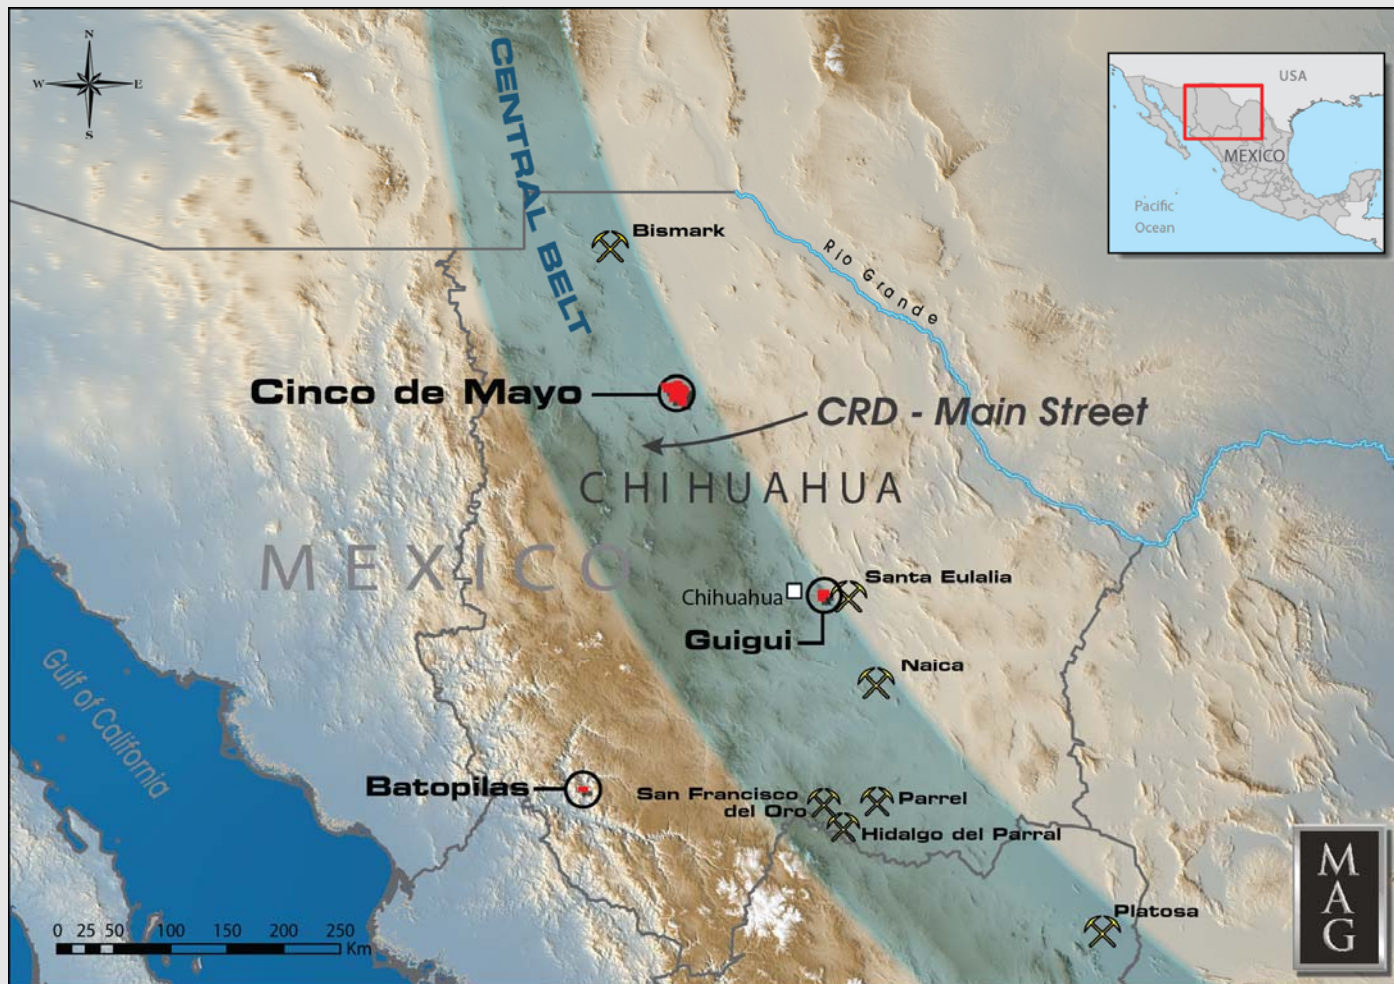 N
W
E
S
CENTRAL BELT
USA
MEXICO
Pacific
Ocean
Bismark
Rio Grande
Cinco de Mayo
CRD - Main Street
CHIHUAHUA
MEXICO
Santa Eulalia
Chihuahua
Guigui
Naica
Gulf of California
Batopilas
San Francisco
del Oro
Parrel
Hidalgo del Parral
Platosa
0 25 50 100 150 200 250
Km
MAG